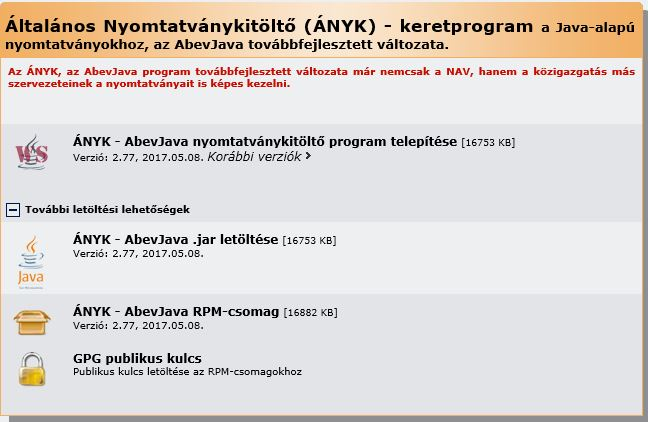 Általános Nyomtatványkitöltő (ÁNYK) - keretprogram a Java-alapú
nyomtatványokhoz, az AbevJava továbbfejlesztett változata.
Az ÁNYK, az AbevJava program továbbfejlesztett változata már nemcsak a NAV, hanem a közigazgatás más
szervezeteinek a nyomtatványait is képes kezelni.
ÁNYK - AbevJava nyomtatványkitöltő program telepítése [16753 KB]
Verzió: 2.77, 2017.05.08. Korábbi verziók
További letöltési lehetőségek
ÁNYK - AbevJava .jar letöltése [16753 KB]
Verzió: 2.77, 2017.05.08.
Java
ÁNYK - AbevJava RPM-csomag [16882 KB]
Verzió: 2.77, 2017.05.08.
GPG publikus kulcs
Publikus kulcs letöltése az RPM-csomagokhoz